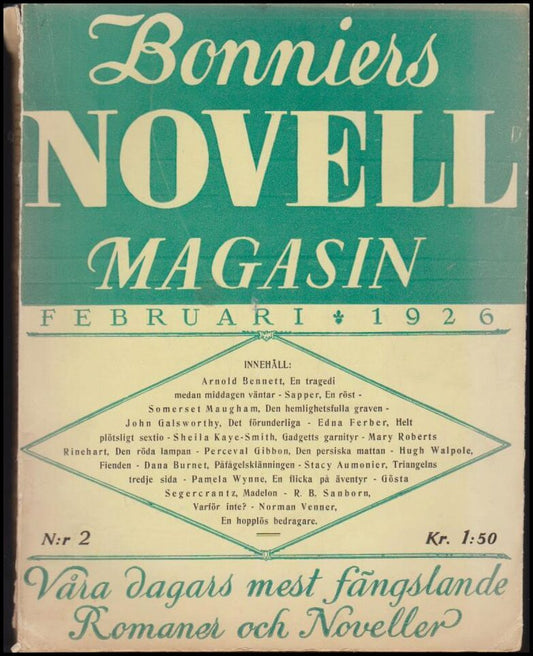 Bonniers
NOVELL
MAGASIN
FEBRUARI 1926
INNEHÅLL:
Arnold Bennett, En tragedi
medan middagen väntar - Sapper, En röst -
Somerset Maugham, Den hemlighetsfulla graven -
John Galsworthy, Det förunderliga - Edna Ferber, Helt
plötsligt sextio - Sheila Kaye-Smith, Gadgetts garnityr - Mary Roberts
Rinehart, Den röda lampan - Perceval Gibbon, Den persiska mattan - Hugh Walpole,
Fienden - Dana Burnet, Påfågelsklänningen - Stacy Aumonier, Triangelns
tredje sida - Pamela Wynne, En flicka på äventyr - Gösta
Segercrantz, Madelon - R. B. Sanborn,
Varför inte? - Norman Venner,
En hopplös bedragare.
N:r 2 Kr. 1:50
Våra dagars mest fängslande
Romaner och Noveller